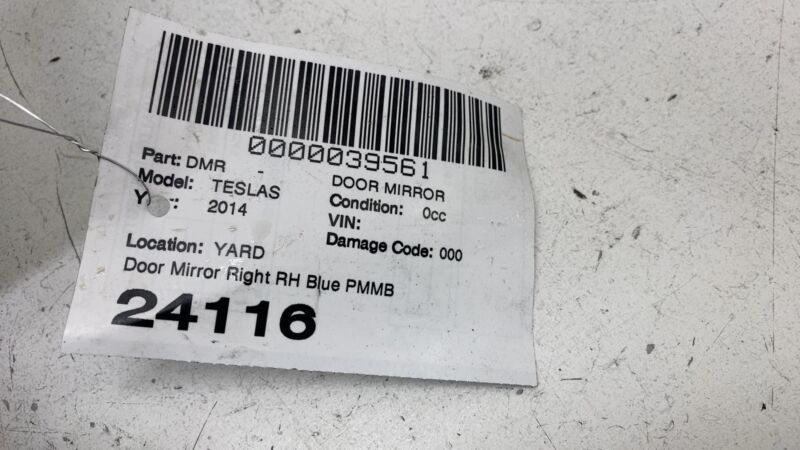 0000039561
Part: DMR - DOOR MIRROR
Model: TESLAS Condition: 0cc
2014 VIN:
Location: YARD Damage Code: 000
Door Mirror Right RH Blue PMMB
24116